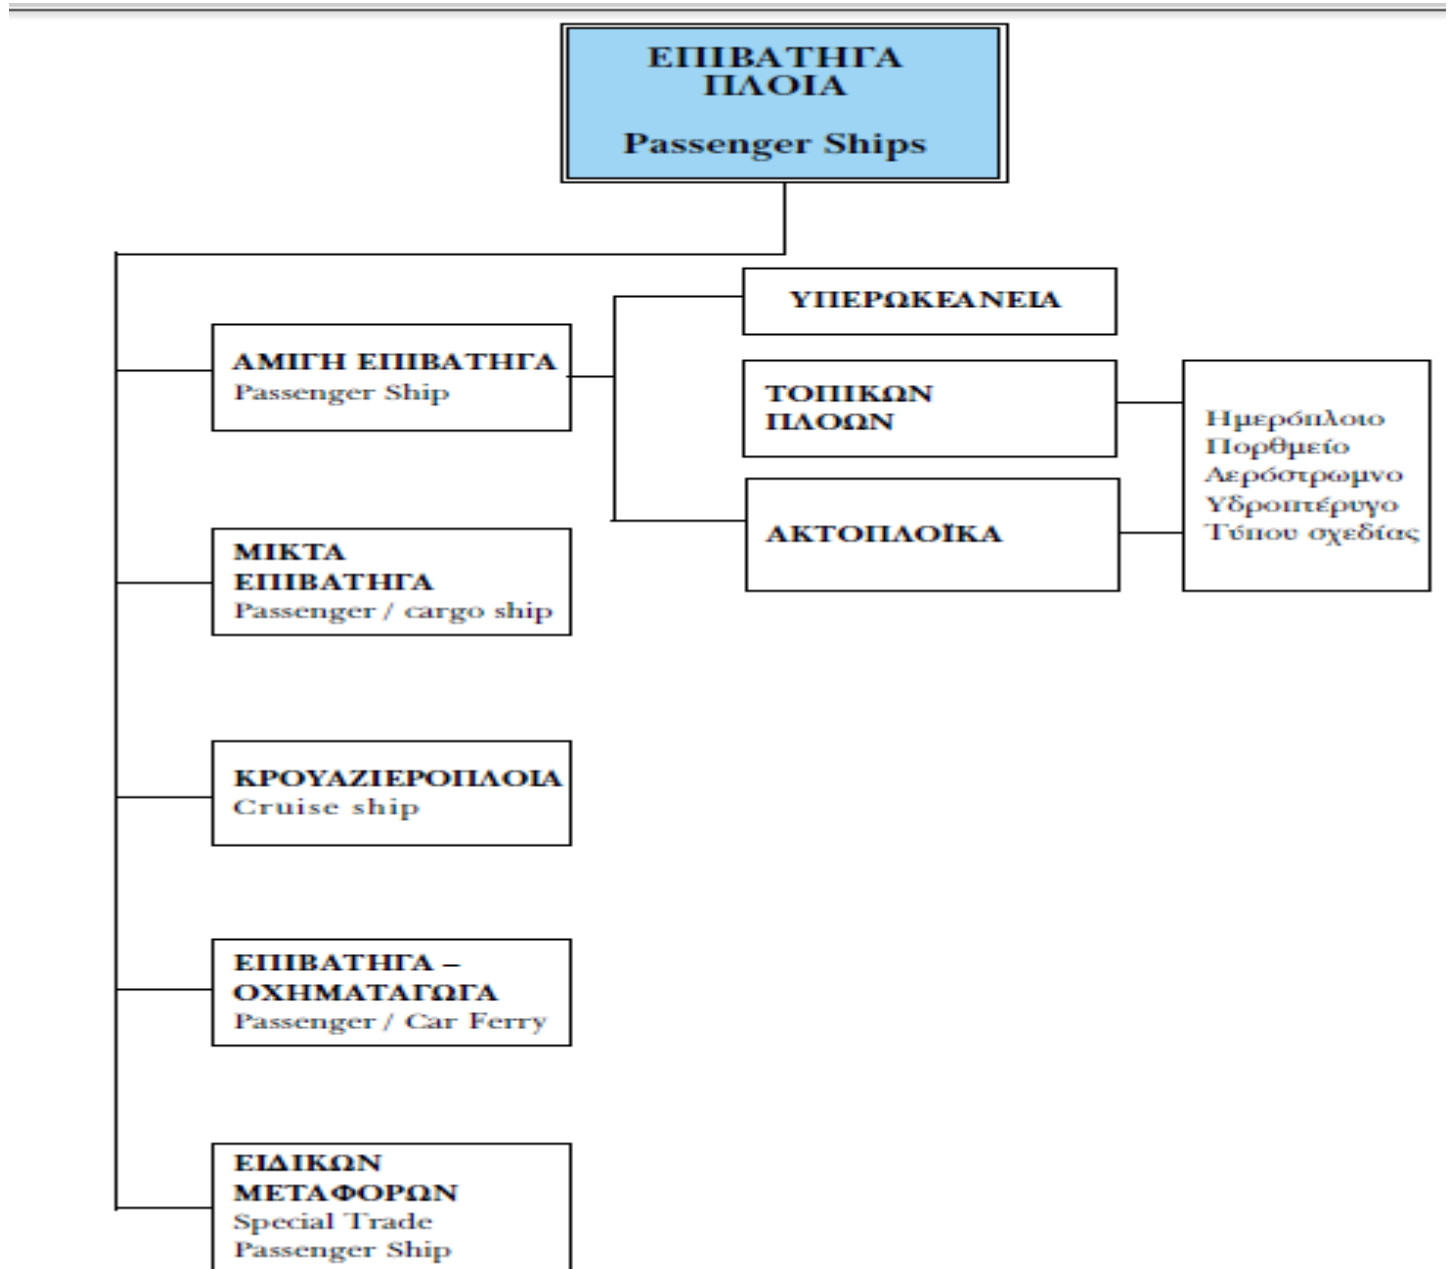 ΕΠΙΒΑΤΗΓΑ
ΠΛΟΙΑ
Passenger Ships
ΑΜΙΓΗ ΕΠΙΒΑΤΗΓΑ
Passenger Ship
ΥΠΕΡΩΚΕΑΝΕΙΑ
ΤΟΠΙΚΩΝ
ΠΛΟΩΝ
ΑΚΤΟΠΛΟΪΚΑ
Ημερόπλοιο
Πορθμείο
Αερόστρωμνο
Υδροπτέρυγο
Τύπου σχεδίας
ΜΙΚΤΑ
ΕΠΙΒΑΤΗΓΑ
Passenger / cargo ship
ΚΡΟΥΑΖΙΕΡΟΠΛΟΙΑ
Cruise ship
ΕΠΙΒΑΤΗΓΑ –
ΟΧΗΜΑΤΑΓΩΓΑ
Passenger / Car Ferry
ΕΙΔΙΚΩΝ
ΜΕΤΑΦΟΡΩΝ
Special Trade
Passenger Ship